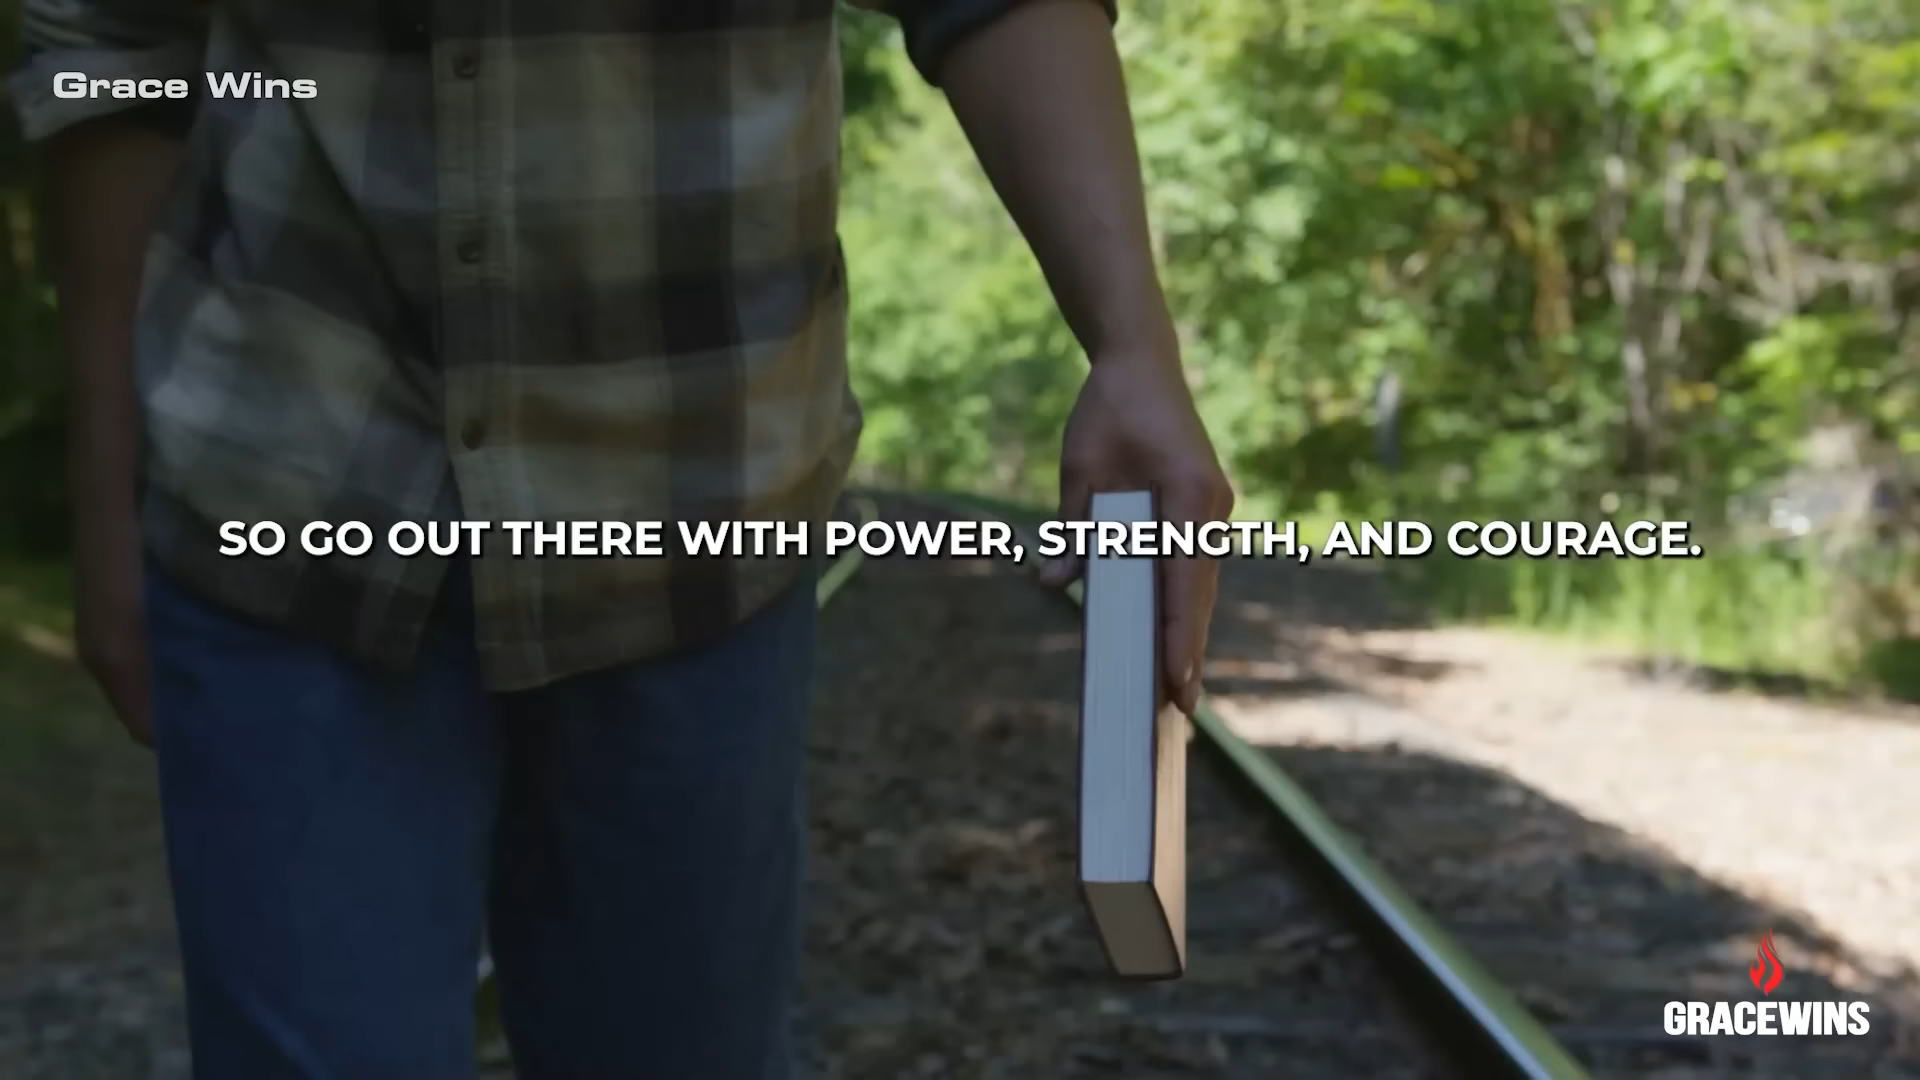 Grace Wins
SO GO OUT THERE WITH POWER, STRENGTH, AND COURAGE.
GRACEWINS